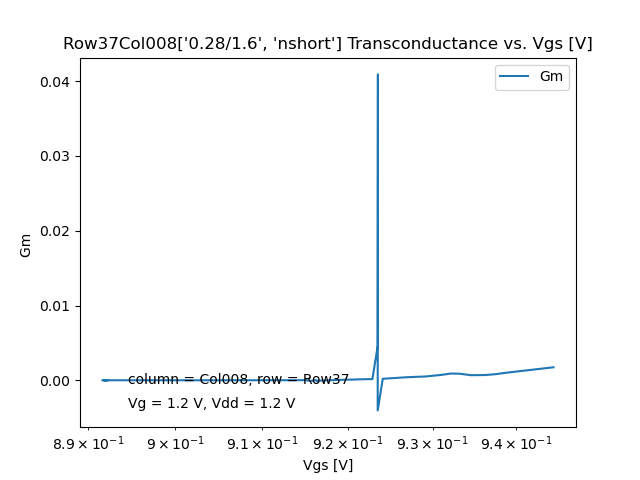 Row37Col008['0.28/1.6', 'nshort'] Transconductance vs. Vgs [V]
Gm
0.04
0.03
0.02
0.01
0.00
Gm
column = Col008, row = Row37
Vg = 1.2 V, Vdd = 1.2 V
8.9 × 10⁻¹ 9 × 10⁻¹ 9.1 × 10⁻¹ 9.2 × 10⁻¹ 9.3 × 10⁻¹ 9.4 × 10⁻¹
Vgs [V]